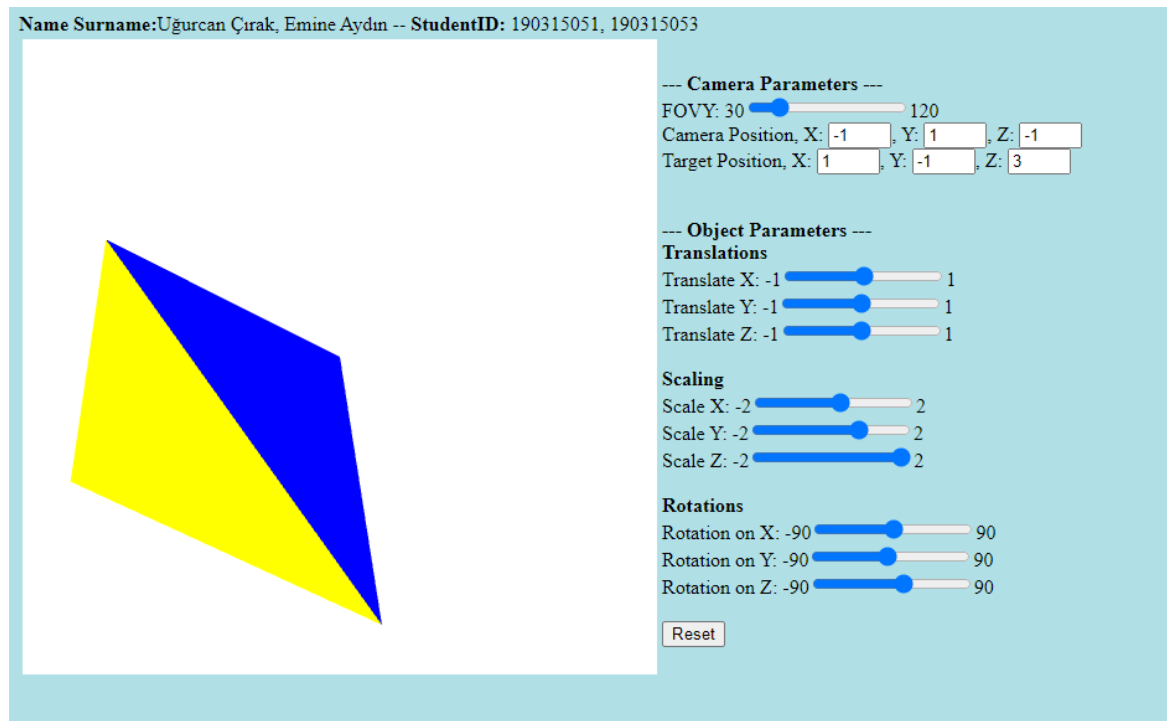 Name Surname:Uğurcan Çırak, Emine Aydın -- StudentID: 190315051, 190315053
--- Camera Parameters ---
FOVY: 30 120
Camera Position, X: -1 , Y: 1 , Z: -1
Target Position, X: 1 , Y: -1 , Z: 3
--- Object Parameters ---
Translations
Translate X: -1 1
Translate Y: -1 1
Translate Z: -1 1
Scaling
Scale X: -2 2
Scale Y: -2 2
Scale Z: -2 2
Rotations
Rotation on X: -90 90
Rotation on Y: -90 90
Rotation on Z: -90 90
Reset